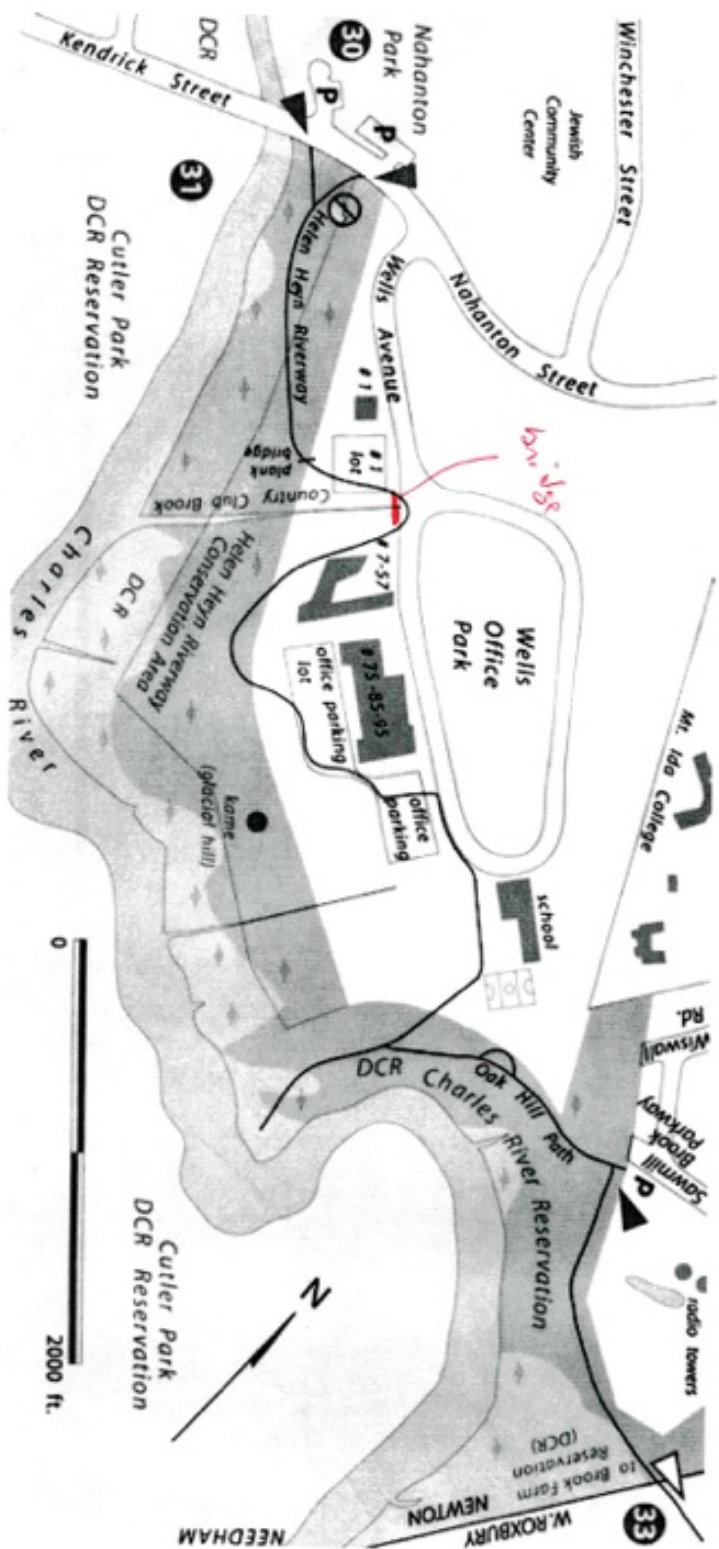 Winchester Street
Nahanton
Park
30
DCR
Kendrick Street
P
P
Jewish
Community
Center
31
Cutler Park
DCR Reservation
Helen Heyn Riverway
Wells Avenue
Nahanton Street
# 1
# 1
lot
plank
bridge
bridge
Country Club Brook
Charles River
DCR
Helen Heyn Riverway
Conservation Area
# 7-57
Wells
Office
Park
# 75 -85-95
office parking
lot
office
parking
kame
(glacial hill)
Mt. Ida College
school
0
2000 ft.
DCR Charles River Reservation
Oak Hill Path
Wiswall
Rd.
Sawmill
Brook
Parkway
P
radio towers
Cutler Park
DCR Reservation
N
to Brook Farm
Reservation
(DCR)
NEWTON
W.ROXBURY
NEEDHAM
33